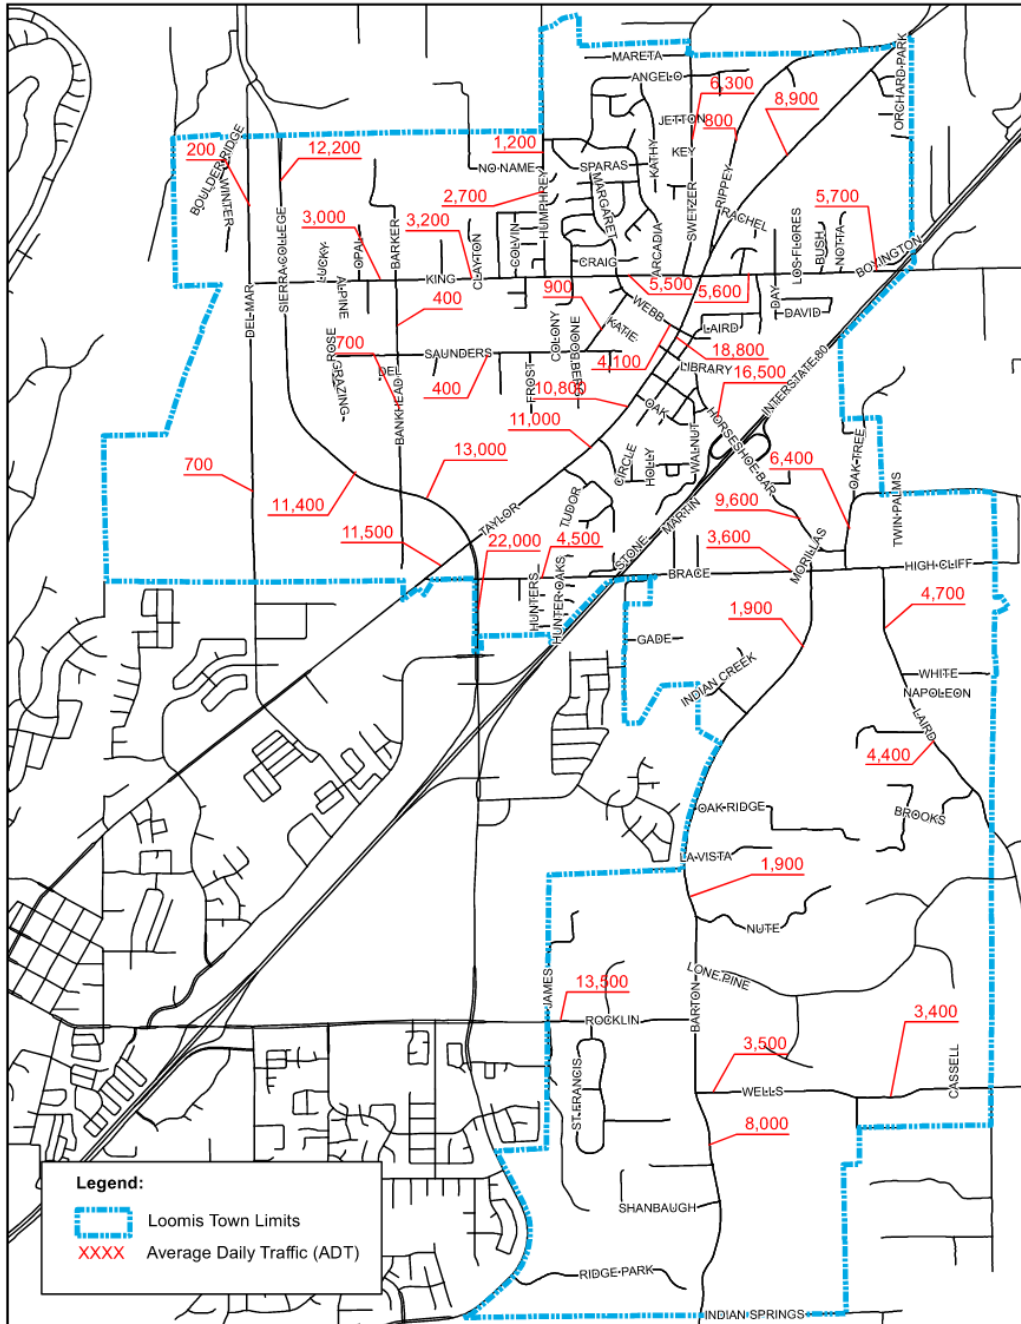 MARETA
ORCHARD PARK
ANGELO
6,300
8,900
JETTON
800
KEY
BOULDER RIDGE
200
12,200
1,200
NO NAME
SPARAS
KATHY
WINTER
2,700
HUMPHREY
MARGARET
SWETZER
RIPPEY
RACHEL
5,700
3,000
3,200
SIERRA COLLEGE
LUCKY
OPAL
BARKER
CLAYTON
COLVIN
CRAIG
ARCADIA
LOS FLORES
BUSH
NOTTA
BOYINGTON
ALPINE
KING
5,500
5,600
DAY
DAVID
DEL MAR
400
900
WEBB
KATIE
LAIRD
COLONY
BOONE
ROSE
700
SAUNDERS
4,100
18,800
INTERSTATE 80
GRAZING
DEL
400
FROST
LIBRARY
16,500
10,800
OAK
HORSESHOE BAR
BANKHEAD
11,000
CIRCLE
HOLLY
WALNUT
OAK TREE
6,400
700
13,000
11,400
TAYLOR
TUDOR
9,600
TWIN PALMS
11,500
22,000
4,500
STONE
MARTIN
3,600
MORILLAS
HIGH CLIFF
HUNTERS
HUNTER OAKS
BRACE
1,900
4,700
GADE
INDIAN CREEK
WHITE
NAPOLEON
LAIRD
4,400
OAK RIDGE
BROOKS
LA VISTA
1,900
NUTE
LONE PINE
JAMES
13,500
BARTON
ROCKLIN
3,400
3,500
CASSELL
ST FRANCIS
WELLS
8,000
SHANBAUGH
RIDGE PARK
INDIAN SPRINGS
Legend:
Loomis Town Limits
XXXX Average Daily Traffic (ADT)